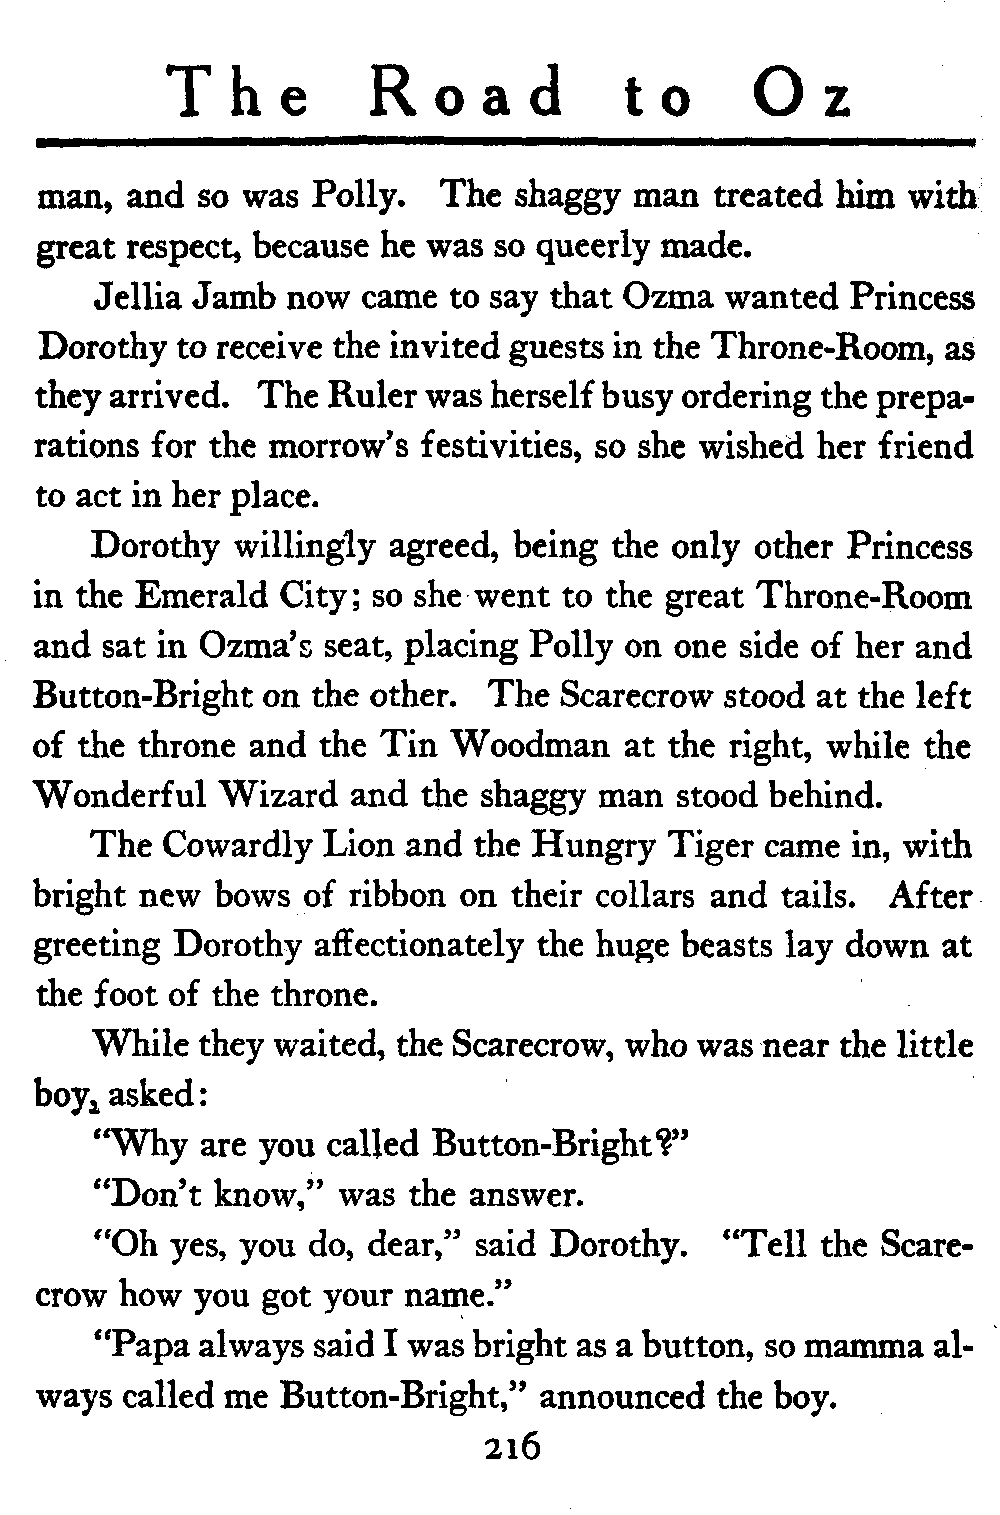 The Road to Oz
man, and so was Polly. The shaggy man treated him with
great respect, because he was so queerly made.
Jellia Jamb now came to say that Ozma wanted Princess
Dorothy to receive the invited guests in the Throne-Room, as
they arrived. The Ruler was herself busy ordering the prepa-
rations for the morrow's festivities, so she wished her friend
to act in her place.
Dorothy willingly agreed, being the only other Princess
in the Emerald City; so she went to the great Throne-Room
and sat in Ozma's seat, placing Polly on one side of her and
Button-Bright on the other. The Scarecrow stood at the left
of the throne and the Tin Woodman at the right, while the
Wonderful Wizard and the shaggy man stood behind.
The Cowardly Lion and the Hungry Tiger came in, with
bright new bows of ribbon on their collars and tails. After
greeting Dorothy affectionately the huge beasts lay down at
the foot of the throne.
While they waited, the Scarecrow, who was near the little
boy, asked:
"Why are you called Button-Bright?"
"Don't know," was the answer.
"Oh yes, you do, dear," said Dorothy. "Tell the Scare-
crow how you got your name."
"Papa always said I was bright as a button, so mamma al-
ways called me Button-Bright," announced the boy.
216